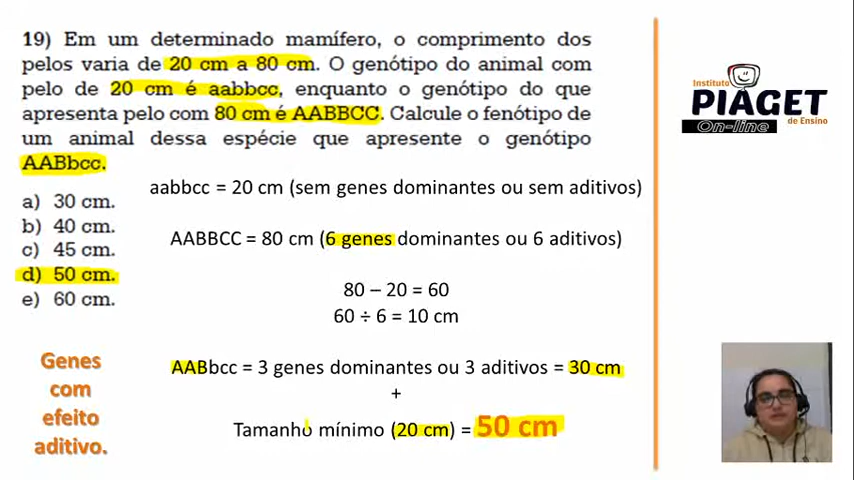 19) Em um determinado mamífero, o comprimento dos
pelos varia de 20 cm a 80 cm. O genótipo do animal com
pelo de 20 cm é aabbcc, enquanto o genótipo do que
apresenta pelo com 80 cm é AABBCC. Calcule o fenótipo de
um animal dessa espécie que apresente o genótipo
AABbcc.
a) 30 cm.
b) 40 cm.
c) 45 cm.
d) 50 cm.
e) 60 cm.
aabbcc = 20 cm (sem genes dominantes ou sem aditivos)
AABBCC = 80 cm (6 genes dominantes ou 6 aditivos)
80 – 20 = 60
60 ÷ 6 = 10 cm
AABbcc = 3 genes dominantes ou 3 aditivos = 30 cm
+
Tamanho mínimo (20 cm) = 50 cm
Genes
com
efeito
aditivo.
Instituto
PIAGET
de Ensino
On-line